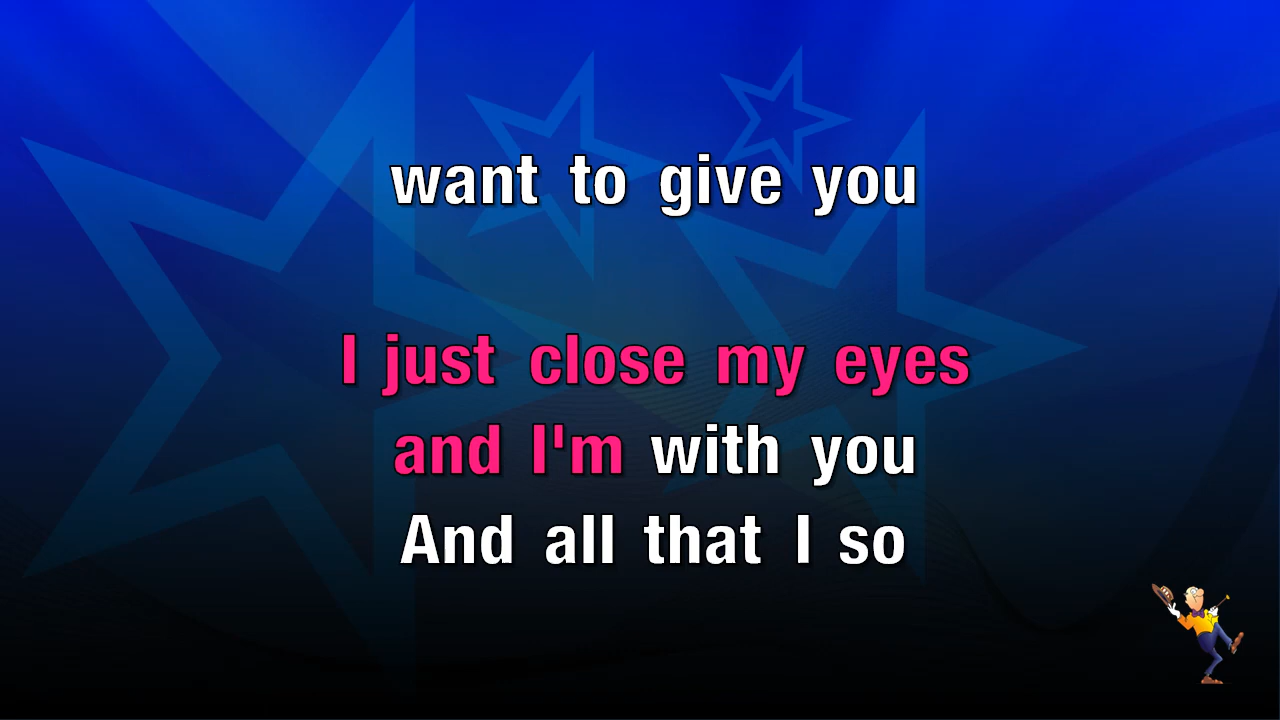 want to give you
I just close my eyes
and I'm with you
And all that I so